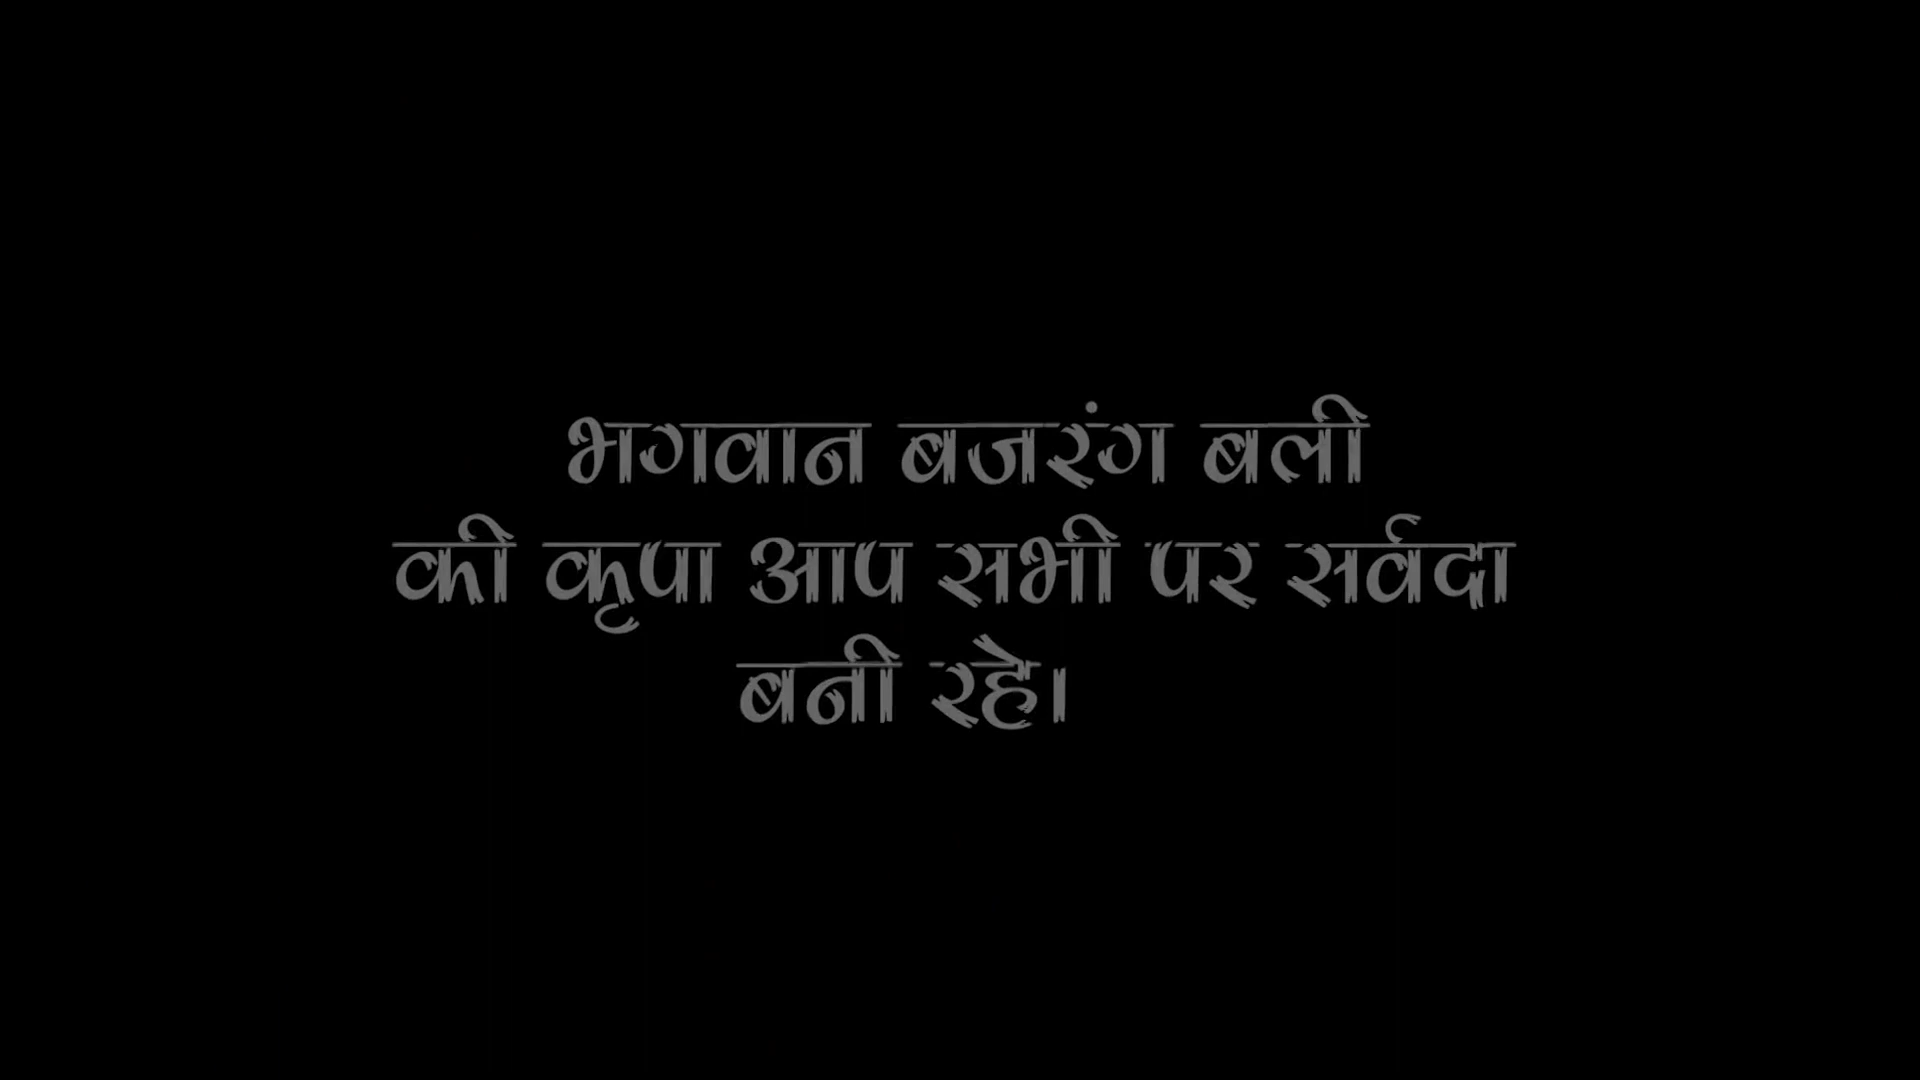 भगवान बजरंग बली
की कृपा आप सभी पर सर्वदा
बनी रहै।